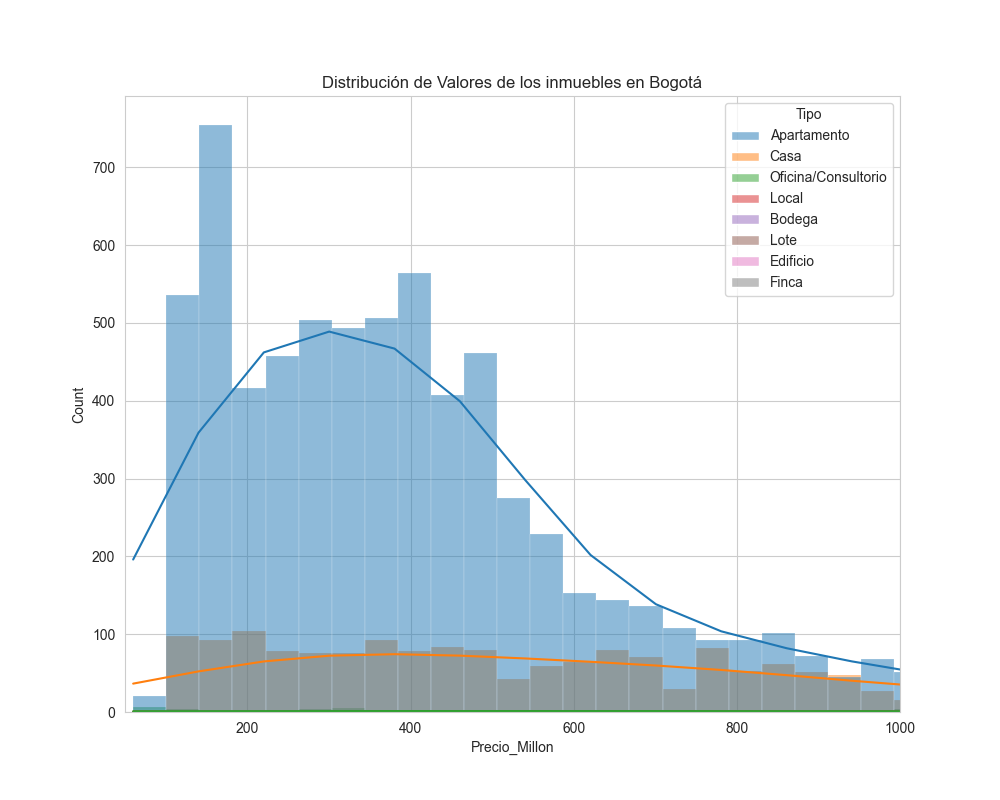 Distribución de Valores de los inmuebles en Bogotá
Tipo
Apartamento
Casa
Oficina/Consultorio
Local
Bodega
Lote
Edificio
Finca
700
600
500
400
300
200
100
0
Count
200 400 600 800 1000
Precio_Millon